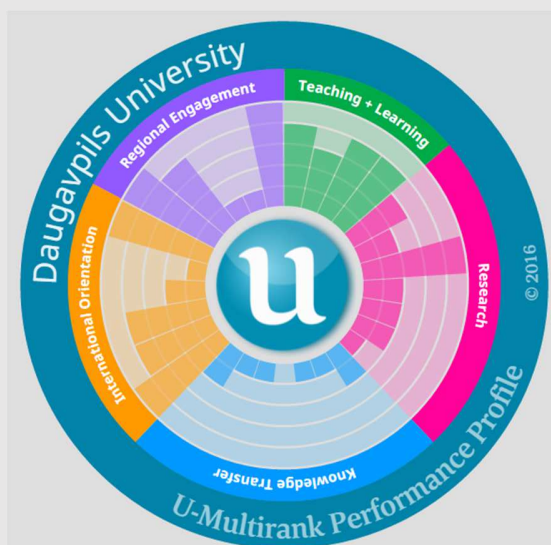 Daugavpils University
Regional Engagement
Teaching + Learning
Research
Knowledge Transfer
International Orientation
u
© 2016
U-Multirank Performance Profile